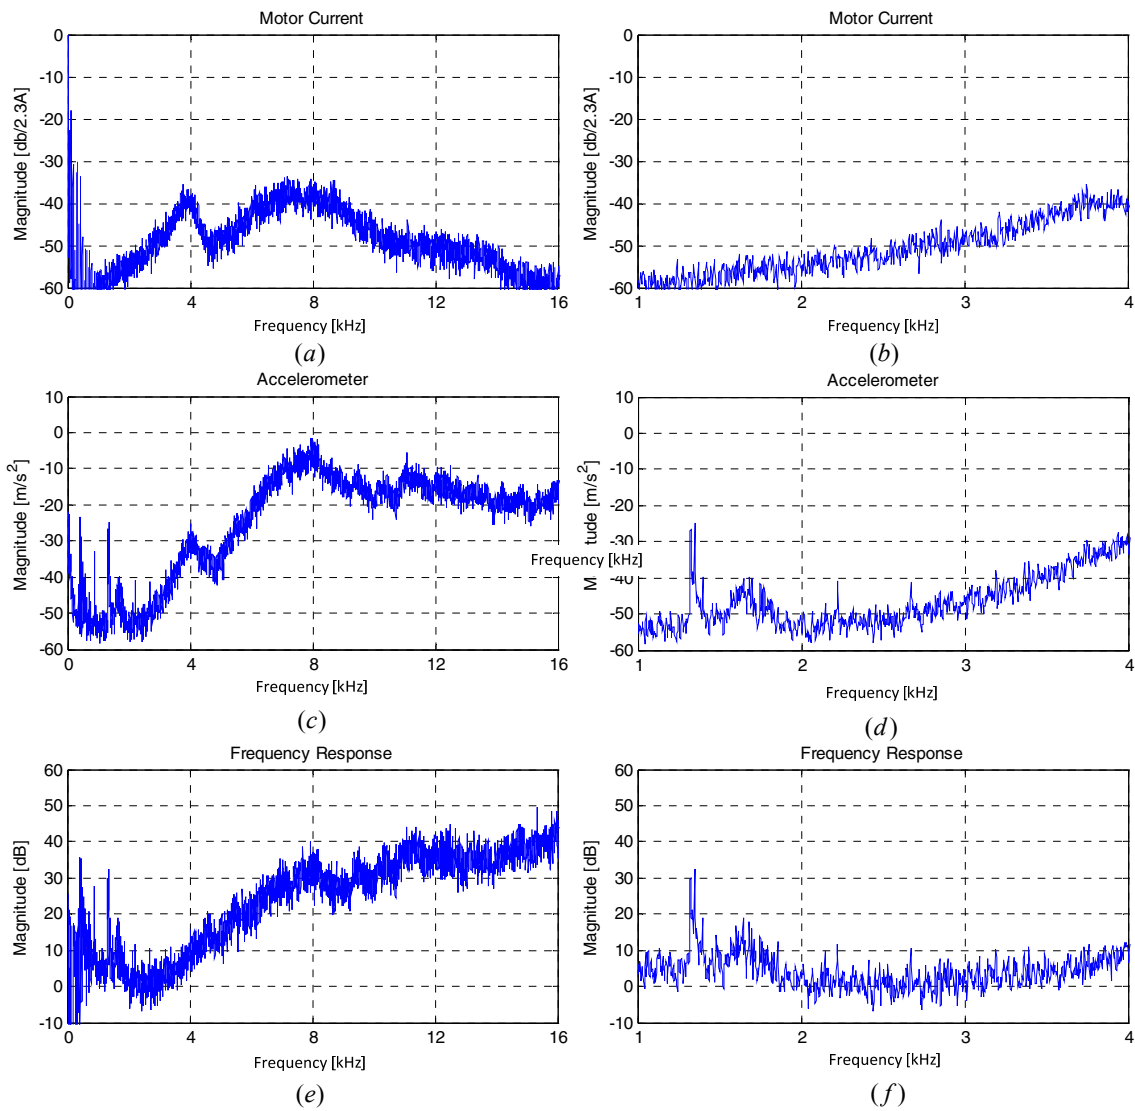 Motor Current
0
-10
-20
-30
-40
-50
-60
Magnitude [db/2.3A]
0 4 8 12 16
Frequency [kHz]
(a)
Motor Current
0
-10
-20
-30
-40
-50
-60
Magnitude [db/2.3A]
1 2 3 4
Frequency [kHz]
(b)
Accelerometer
10
0
-10
-20
-30
-40
-50
-60
Magnitude [m/s²]
0 4 8 12 16
Frequency [kHz]
(c)
Accelerometer
10
0
-10
-20
-40
-50
-60
tude [m/s²]
Frequency [kHz]
1 2 3 4
Frequency [kHz]
(d)
Frequency Response
60
50
40
30
20
10
0
-10
Magnitude [dB]
0 4 8 12 16
Frequency [kHz]
(e)
Frequency Response
60
50
40
30
20
10
0
-10
Magnitude [dB]
1 2 3 4
Frequency [kHz]
(f)